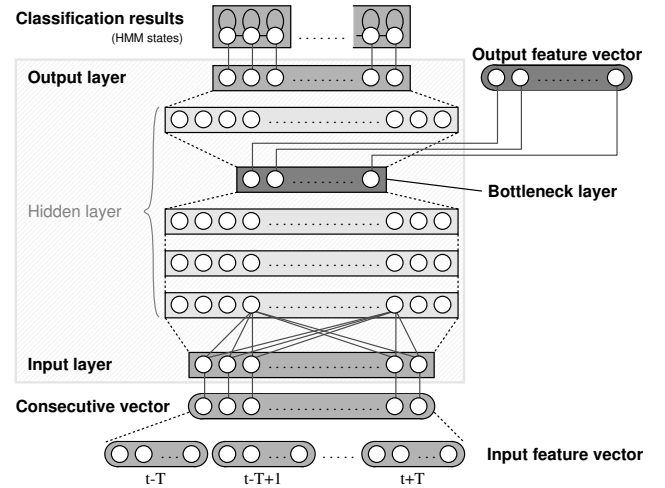 Classification results
(HMM states)
Output feature vector
Output layer
Bottleneck layer
Hidden layer
Input layer
Consecutive vector
Input feature vector
t-T
t-T+1
t+T